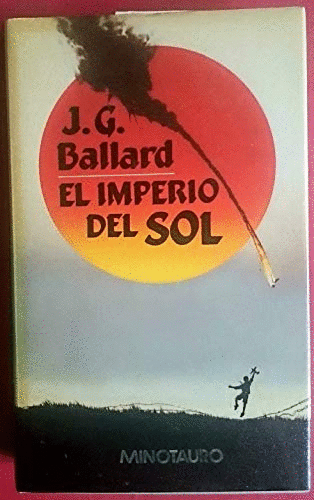 J. G.
Ballard
EL IMPERIO
DEL SOL
MINOTAURO